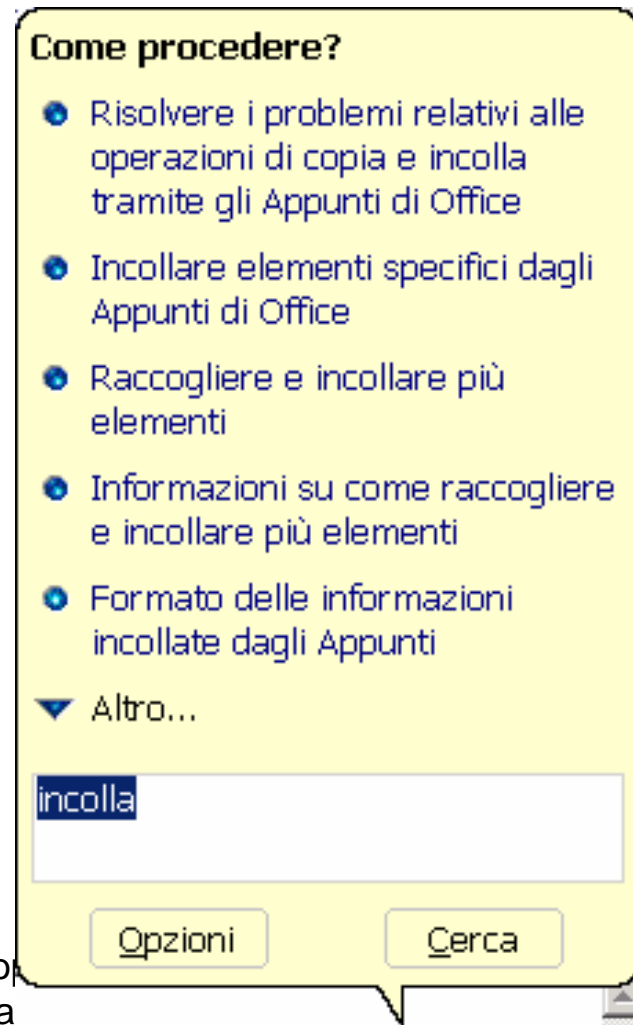 Come procedere?
Risolvere i problemi relativi alle
operazioni di copia e incolla
tramite gli Appunti di Office
Incollare elementi specifici dagli
Appunti di Office
Raccogliere e incollare più
elementi
Informazioni su come raccogliere
e incollare più elementi
Formato delle informazioni
incollate dagli Appunti
Altro...
incolla
Opzioni Cerca